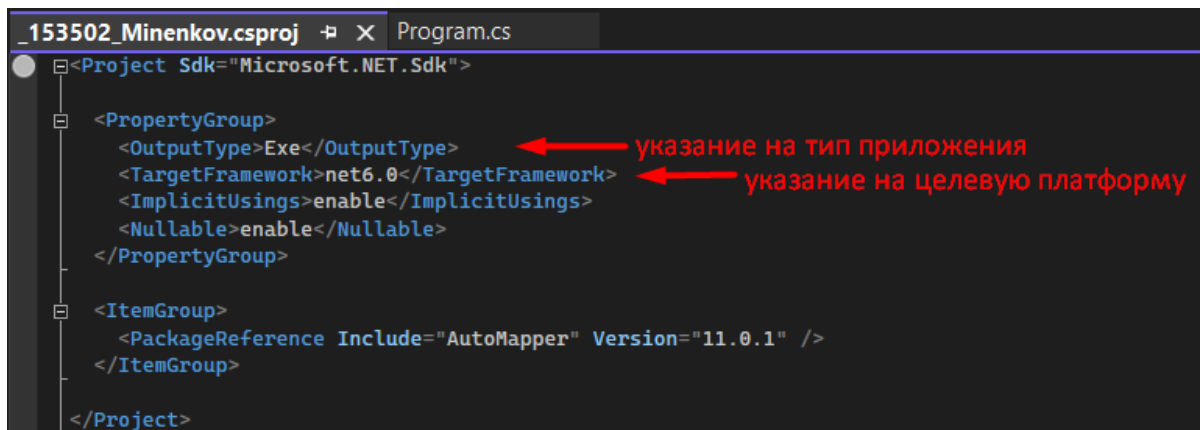 _153502_Minenkov.csproj Program.cs
<Project Sdk="Microsoft.NET.Sdk">
<PropertyGroup>
<OutputType>Exe</OutputType> указание на тип приложения
<TargetFramework>net6.0</TargetFramework> указание на целевую платформу
<ImplicitUsings>enable</ImplicitUsings>
<Nullable>enable</Nullable>
</PropertyGroup>
<ItemGroup>
<PackageReference Include="AutoMapper" Version="11.0.1" />
</ItemGroup>
</Project>